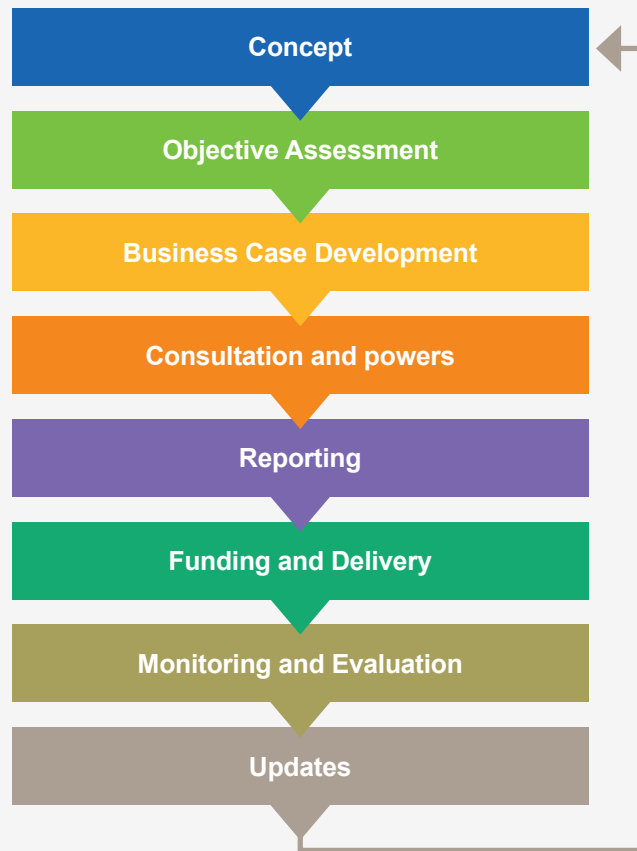 Concept
Objective Assessment
Business Case Development
Consultation and powers
Reporting
Funding and Delivery
Monitoring and Evaluation
Updates